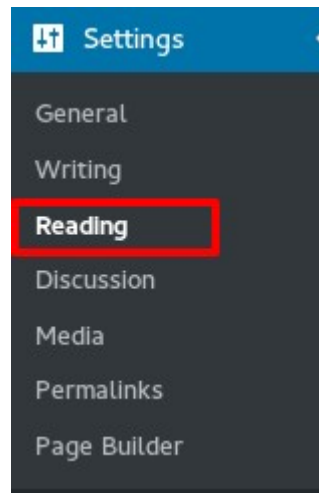 Settings
General
Writing
Reading
Discussion
Media
Permalinks
Page Builder